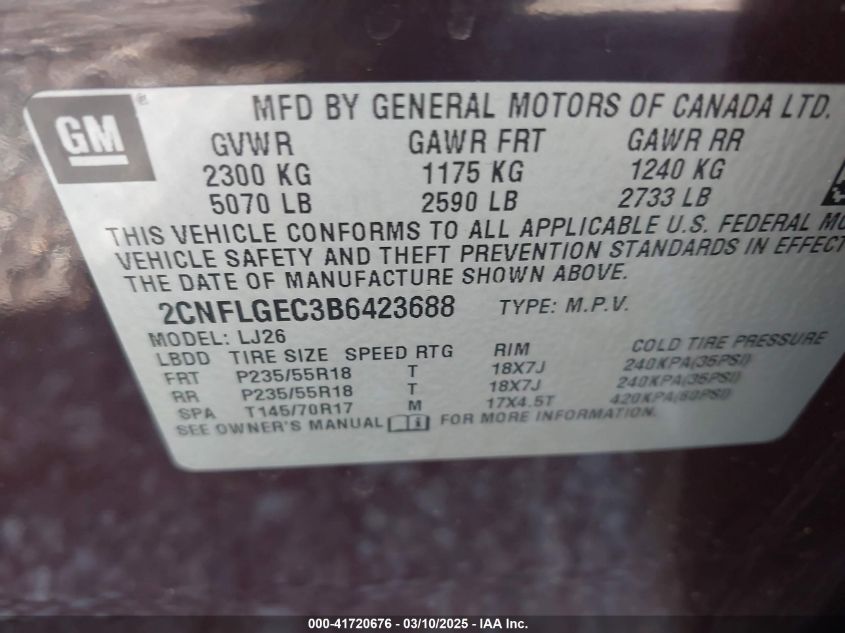 GM ® MFD BY GENERAL MOTORS OF CANADA LTD.
GVWR GAWR FRT GAWR RR
2300 KG 1175 KG 1240 KG
5070 LB 2590 LB 2733 LB
THIS VEHICLE CONFORMS TO ALL APPLICABLE U.S. FEDERAL
VEHICLE SAFETY AND THEFT PREVENTION STANDARDS IN EFFECT
THE DATE OF MANUFACTURE SHOWN ABOVE.
2CNFLGEC3B6423688 TYPE: M.P.V.
MODEL: LJ26
LBDD TIRE SIZE SPEED RTG RIM COLD TIRE PRESSURE
FRT P235/55R18 T 18X7J 240KPA(35PSI)
RR P235/55R18 T 18X7J 240KPA(35PSI)
SPA T145/70R17 M 17X4.5T 420KPA(60PSI)
SEE OWNER'S MANUAL FOR MORE INFORMATION.
000-41720676 - 03/10/2025 - IAA Inc.